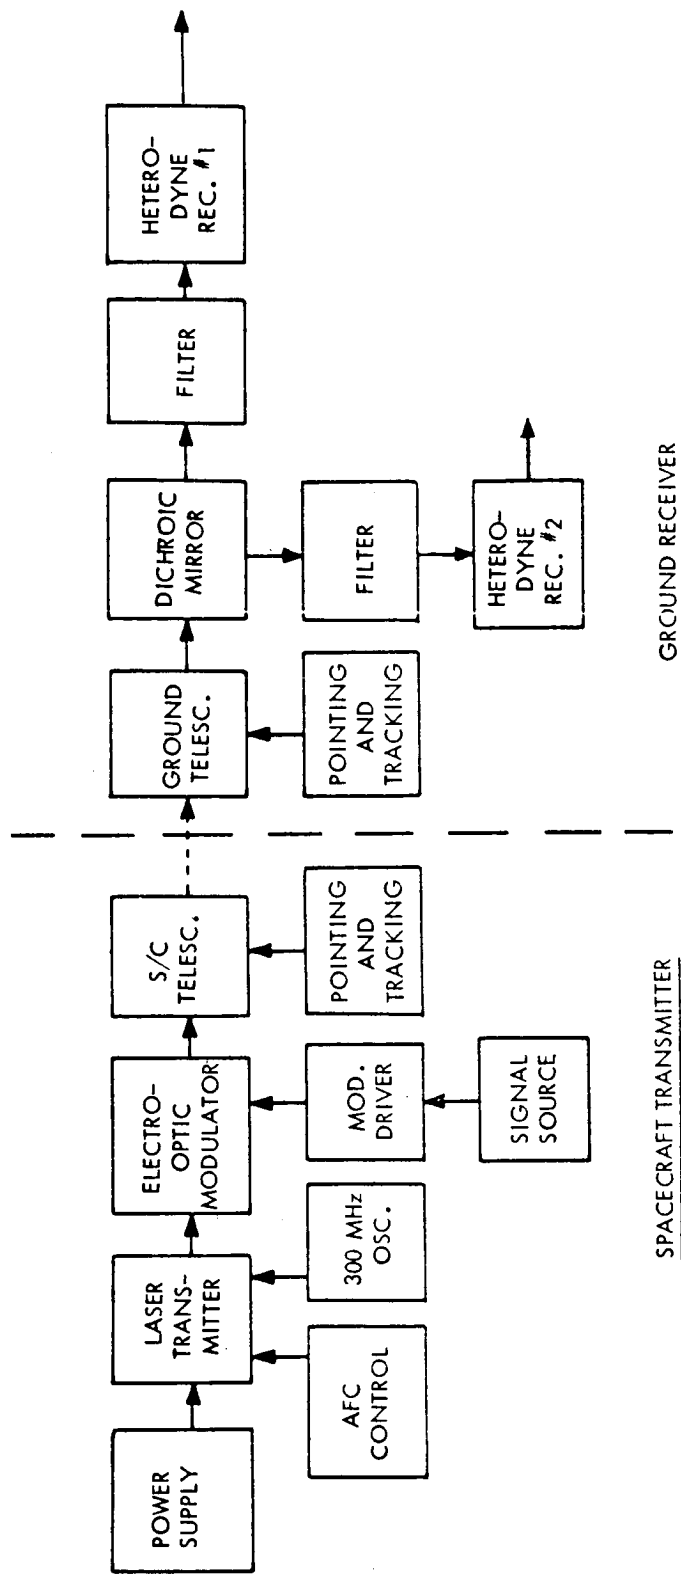 POWER
SUPPLY
LASER
TRANS-
MITTER
ELECTRO-
OPTIC
MODULATOR
S/C
TELESC.
GROUND
TELESC.
DICHROIC
MIRROR
FILTER
HETERO-
DYNE
REC. #1
AFC
CONTROL
300 MHz
OSC.
MOD.
DRIVER
POINTING
AND
TRACKING
POINTING
AND
TRACKING
FILTER
SIGNAL
SOURCE
HETERO-
DYNE
REC. #2
SPACECRAFT TRANSMITTER
GROUND RECEIVER